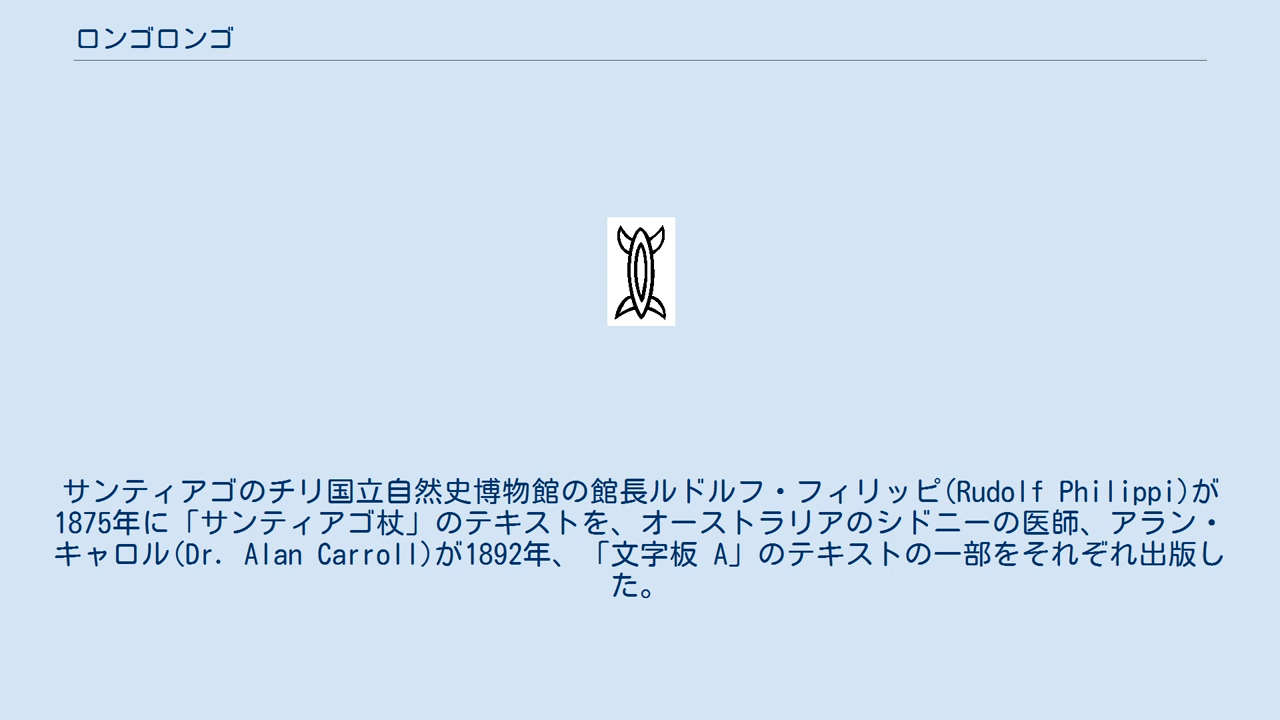 ロンゴロンゴ
サンティアゴのチリ国立自然史博物館の館長ルドルフ・フィリッピ(Rudolf Philippi)が
1875年に「サンティアゴ杖」のテキストを、オーストラリアのシドニーの医師、アラン・
キャロル(Dr. Alan Carroll)が1892年、「文字板 A」のテキストの一部をそれぞれ出版し
た。